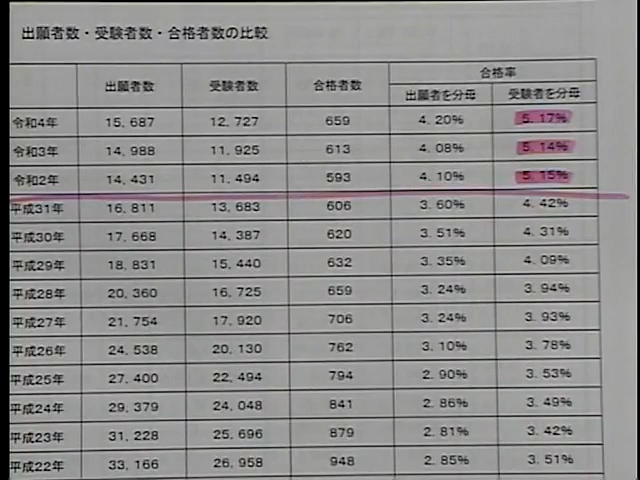 出願者数・受験者数・合格者数の比較
出願者数 受験者数 合格者数 合格率
出願者を分母 受験者を分母
令和4年 15,687 12,727 659 4.20% 5.17%
令和3年 14,988 11,925 613 4.08% 5.14%
令和2年 14,431 11,494 593 4.10% 5.15%
平成31年 16,811 13,683 606 3.60% 4.42%
平成30年 17,668 14,387 620 3.51% 4.31%
平成29年 18,831 15,440 632 3.35% 4.09%
平成28年 20,360 16,725 659 3.24% 3.94%
平成27年 21,754 17,920 706 3.24% 3.93%
平成26年 24,538 20,130 762 3.10% 3.78%
平成25年 27,400 22,494 794 2.90% 3.53%
平成24年 29,379 24,048 841 2.86% 3.49%
平成23年 31,228 25,696 879 2.81% 3.42%
平成22年 33,166 26,958 948 2.85% 3.51%